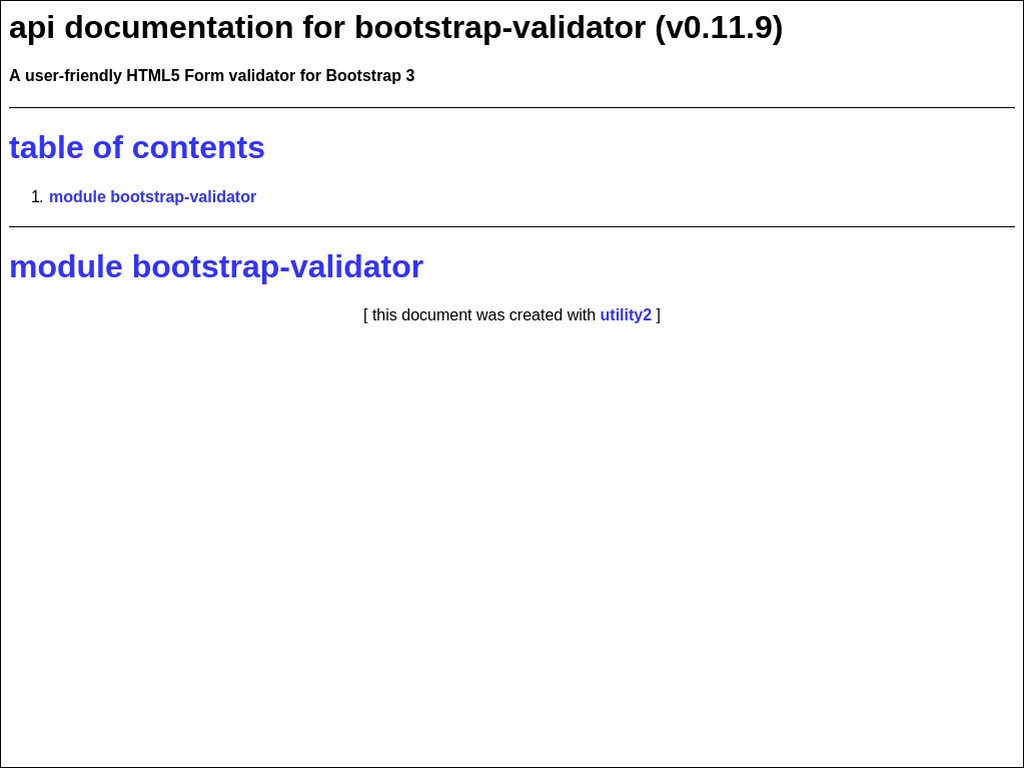 api documentation for bootstrap-validator (v0.11.9)
A user-friendly HTML5 Form validator for Bootstrap 3
table of contents
1. module bootstrap-validator
module bootstrap-validator
[ this document was created with utility2 ]